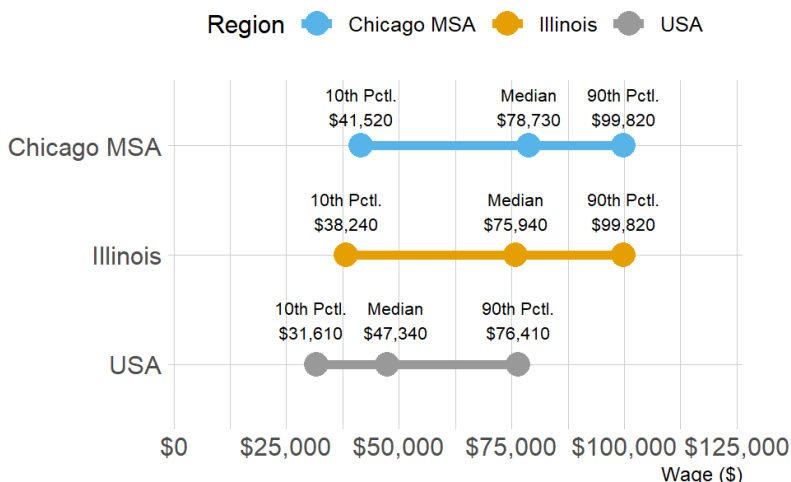 Region Chicago MSA Illinois USA
10th Pctl. Median 90th Pctl.
$41,520 $78,730 $99,820
Chicago MSA
10th Pctl. Median 90th Pctl.
$38,240 $75,940 $99,820
Illinois
10th Pctl. Median 90th Pctl.
$31,610 $47,340 $76,410
USA
$0 $25,000 $50,000 $75,000 $100,000 $125,000
Wage ($)